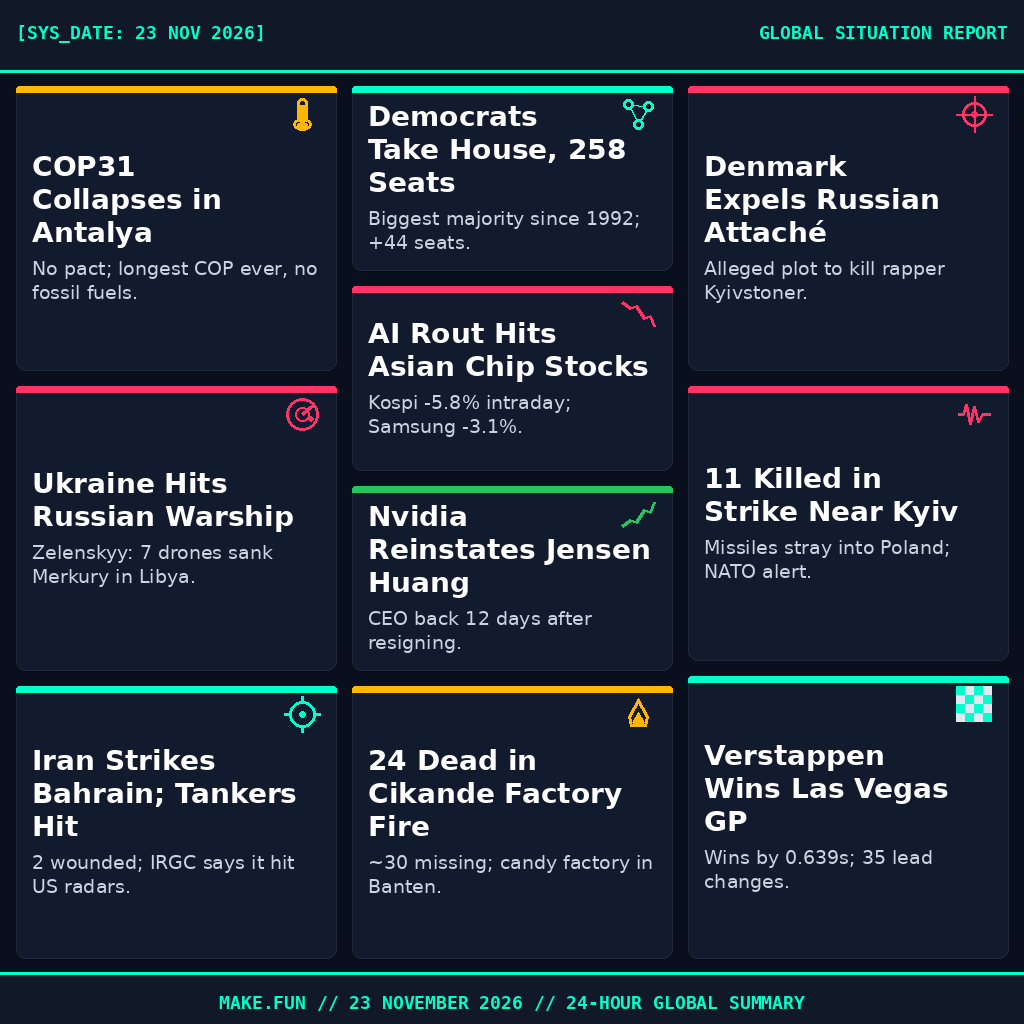 [SYS_DATE: 23 NOV 2026]
GLOBAL SITUATION REPORT
COP31
Collapses in
Antalya
No pact; longest COP ever, no
fossil fuels.
Democrats
Take House, 258
Seats
Biggest majority since 1992;
+44 seats.
Denmark
Expels Russian
Attaché
Alleged plot to kill rapper
Kyivstoner.
AI Rout Hits
Asian Chip Stocks
Kospi -5.8% intraday;
Samsung -3.1%.
Ukraine Hits
Russian Warship
Zelenskyy: 7 drones sank
Merkury in Libya.
Nvidia
Reinstates Jensen
Huang
CEO back 12 days after
resigning.
11 Killed in
Strike Near Kyiv
Missiles stray into Poland;
NATO alert.
Iran Strikes
Bahrain; Tankers
Hit
2 wounded; IRGC says it hit
US radars.
24 Dead in
Cikande Factory
Fire
~30 missing; candy factory in
Banten.
Verstappen
Wins Las Vegas
GP
Wins by 0.639s; 35 lead
changes.
MAKE.FUN // 23 NOVEMBER 2026 // 24-HOUR GLOBAL SUMMARY